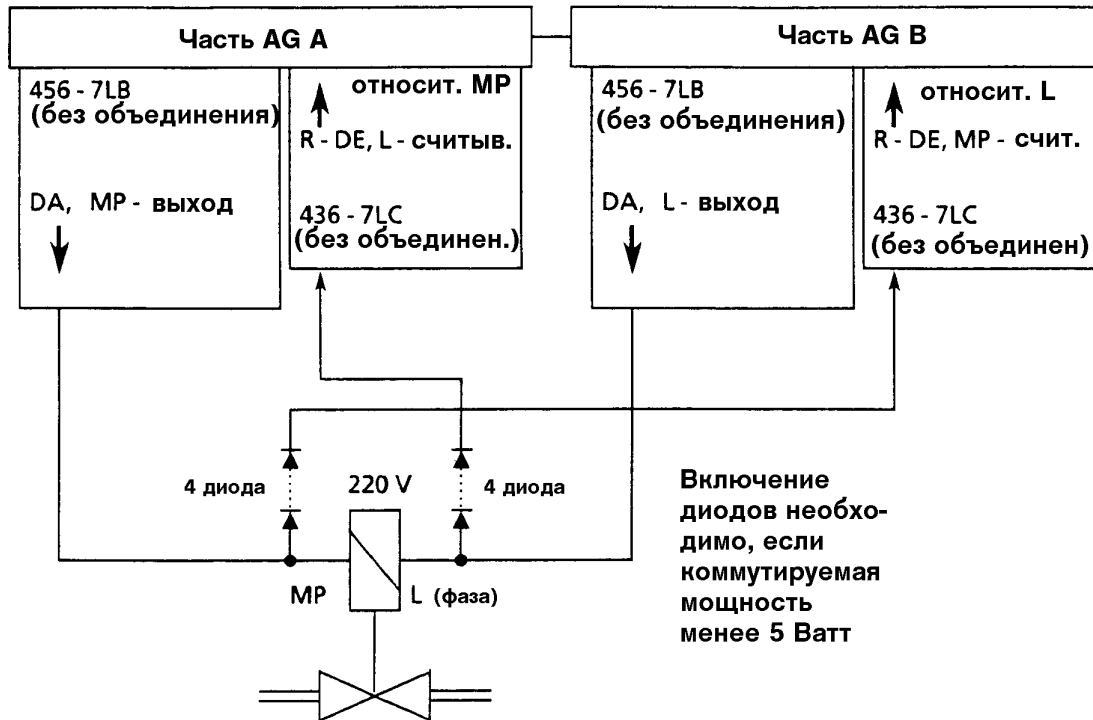 Часть AG A
Часть AG B
456 - 7LB
(без объединения)
относит. MP
R - DE, L - считыв.
DA, MP - выход
436 - 7LC
(без объединен.)
456 - 7LB
(без объединения)
относит. L
R - DE, MP - счит.
DA, L - выход
436 - 7LC
(без объединен)
4 диода
220 V
4 диода
MP
L (фаза)
Включение
диодов необхо-
димо, если
коммутируемая
мощность
менее 5 Ватт